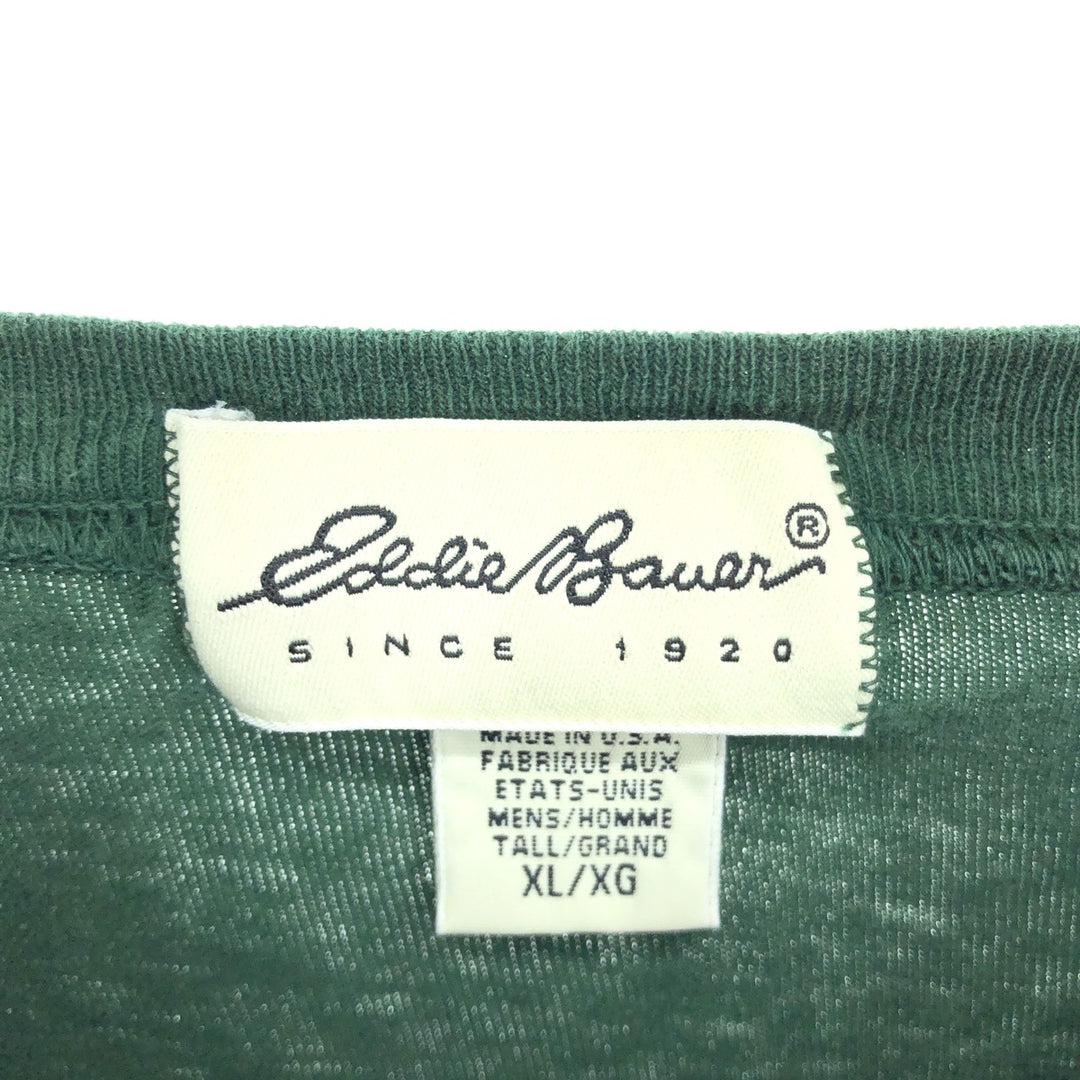 Eddie Bauer ®
SINCE 1920
MADE IN U.S.A.
FABRIQUE AUX
ETATS-UNIS
MENS/HOMME
TALL/GRAND
XL/XG